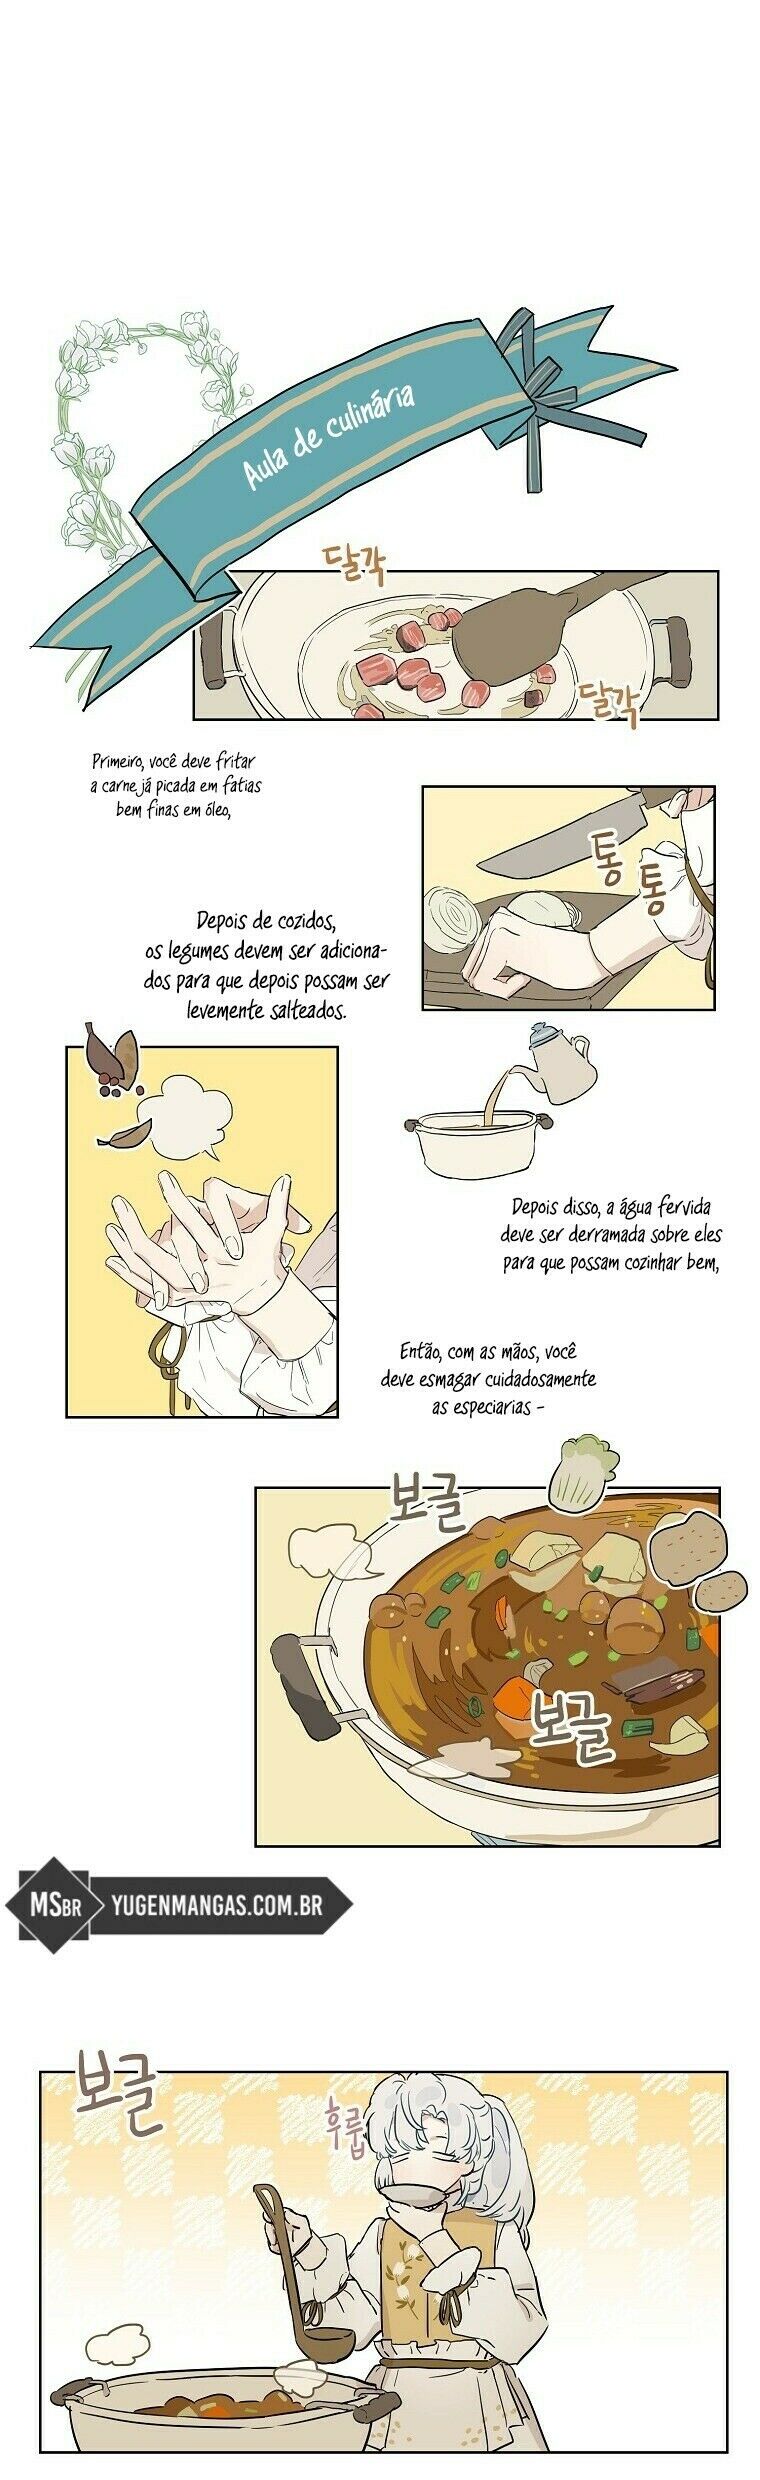 Aula de culinária
달각
달각
Primeiro, você deve fritar
a carne já picada em fatias
bem finas em óleo,
통
통
Depois de cozidos,
os legumes devem ser adiciona-
dos para que depois possam ser
levemente salteados.
Depois disso, a água fervida
deve ser derramada sobre eles
para que possam cozinhar bem,
Então, com as mãos, você
deve esmagar cuidadosamente
as especiarias -
보글
보글
MSBR YUGENMANGAS.COM.BR
보글
후룹